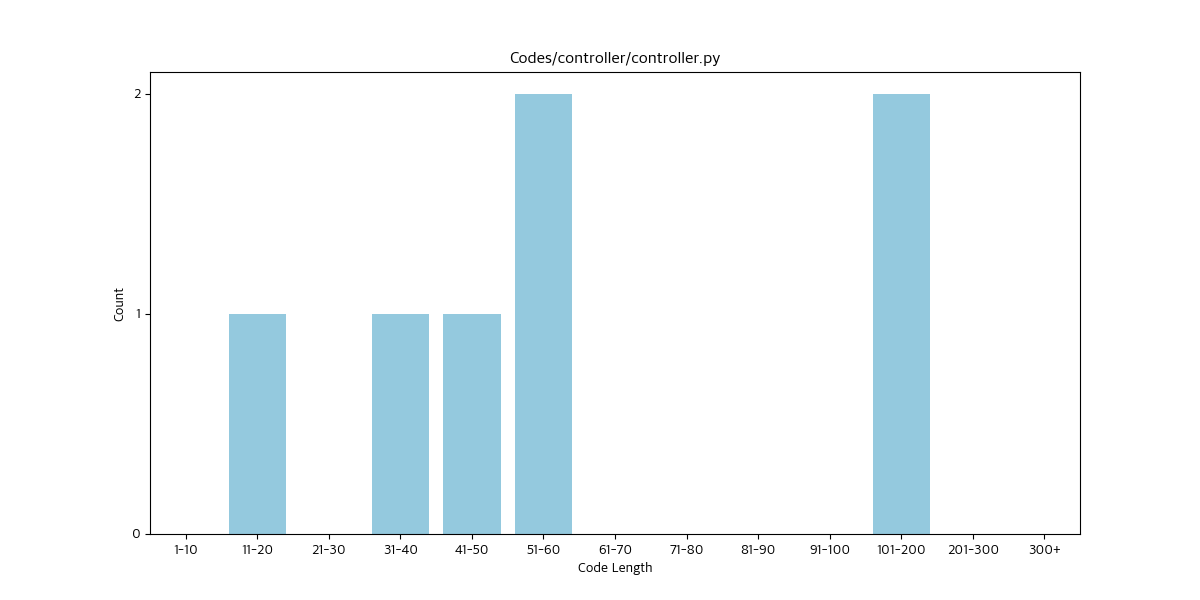 Codes/controller/controller.py
2
1
0
Count
1-10 11-20 21-30 31-40 41-50 51-60 61-70 71-80 81-90 91-100 101-200 201-300 300+
Code Length